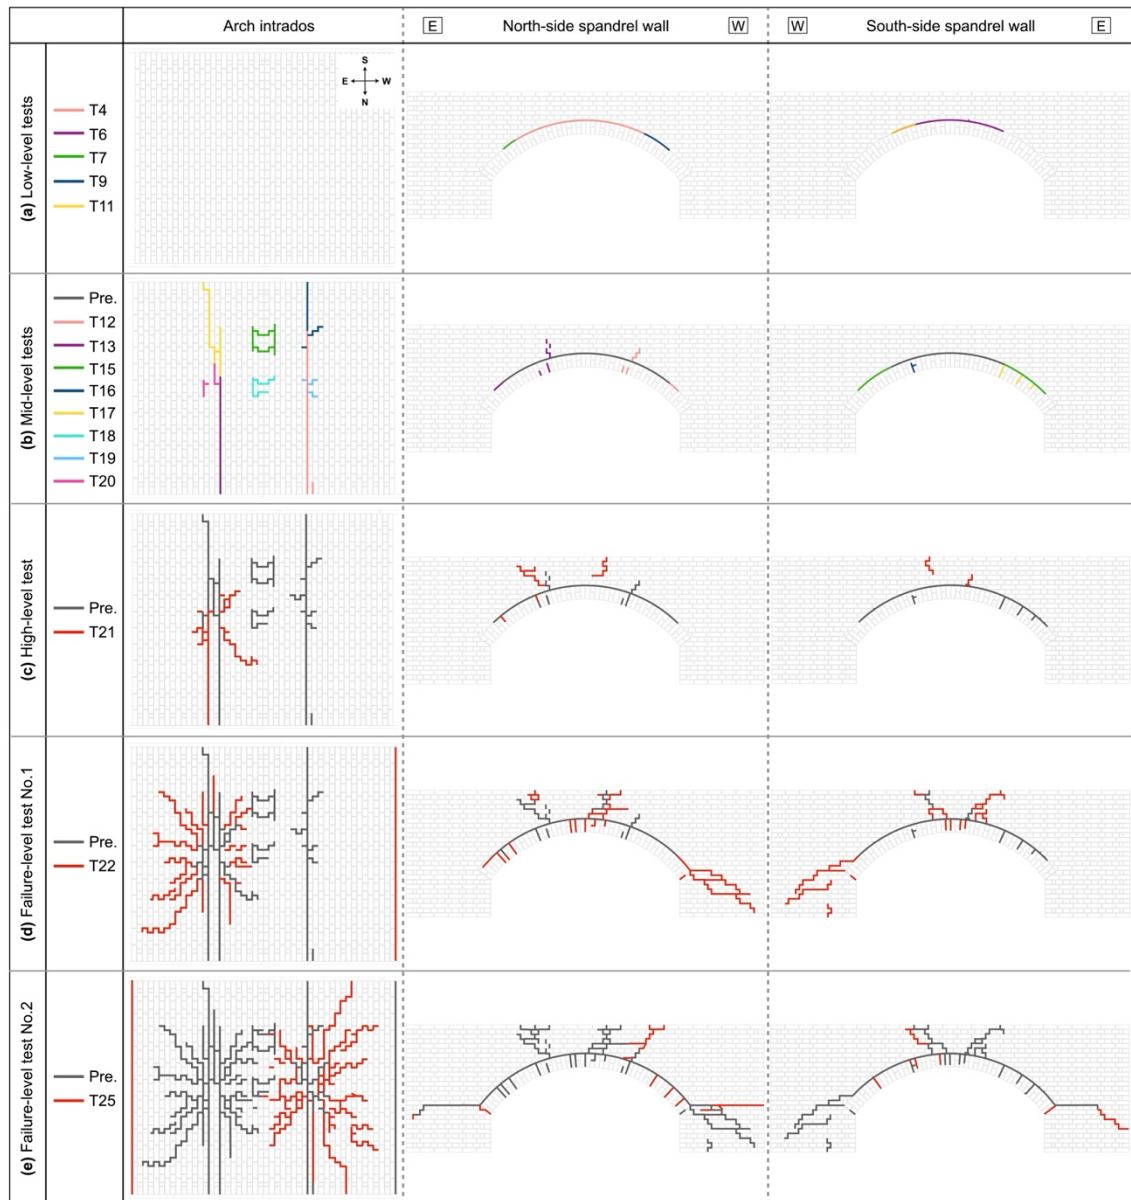 Arch intrados
E
North-side spandrel wall
W
W
South-side spandrel wall
E
(a) Low-level tests
T4
T6
T7
T9
T11
S
E W
N
(b) Mid-level tests
Pre.
T12
T13
T15
T16
T17
T18
T19
T20
(c) High-level test
Pre.
T21
(d) Failure-level test No.1
Pre.
T22
(e) Failure-level test No.2
Pre.
T25